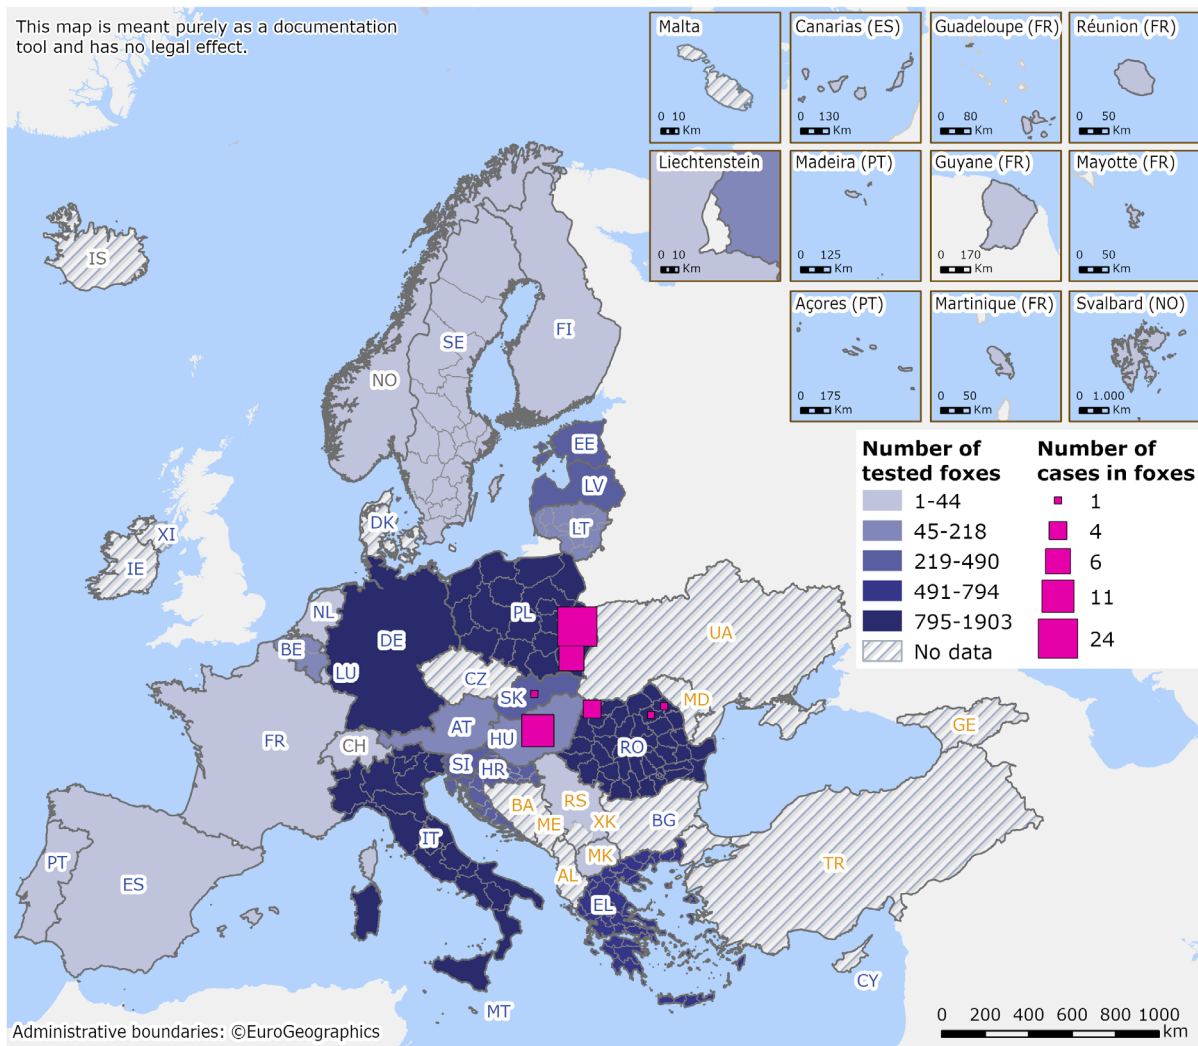 This map is meant purely as a documentation
tool and has no legal effect.
Malta
0 10
Km
Canarias (ES)
0 130
Km
Guadeloupe (FR)
0 80
Km
Réunion (FR)
0 50
Km
Liechtenstein
0 10
Km
Madeira (PT)
0 125
Km
Guyane (FR)
0 170
Km
Mayotte (FR)
0 50
Km
Açores (PT)
0 175
Km
Martinique (FR)
0 50
Km
Svalbard (NO)
0 1.000
Km
IS
SE
FI
NO
EE
LV
LT
DK
XI
IE
NL
PL
DE
BE
LU
UA
CZ
SK
MD
AT
HU
GE
FR
CH
RO
SI
HR
BA
RS
ME
XK
BG
IT
MK
PT
ES
AL
TR
EL
CY
MT
Number of
tested foxes
1-44
45-218
219-490
491-794
795-1903
No data
Number of
cases in foxes
1
4
6
11
24
Administrative boundaries: ©EuroGeographics
0 200 400 600 800 1000
km